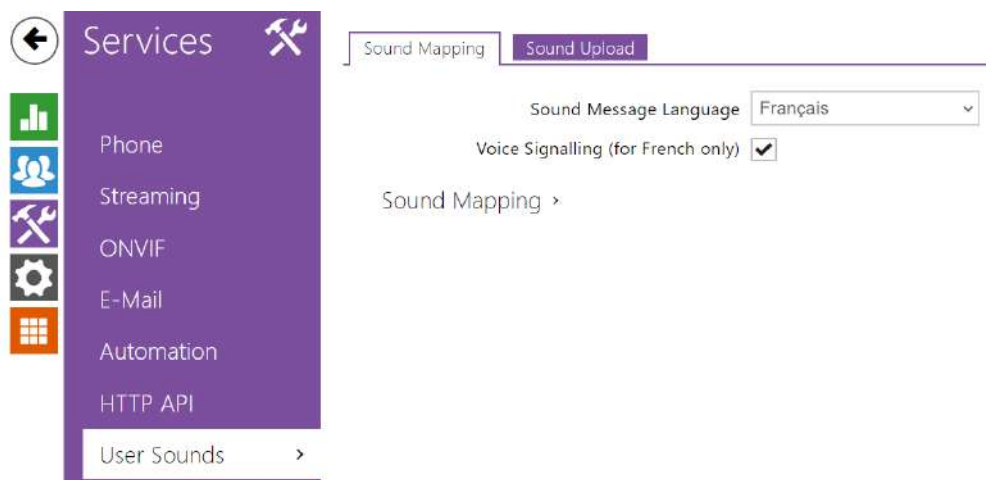 Services
Phone
Streaming
ONVIF
E-Mail
Automation
HTTP API
User Sounds
Sound Mapping
Sound Upload
Sound Message Language
Français
Voice Signalling (for French only)
Sound Mapping